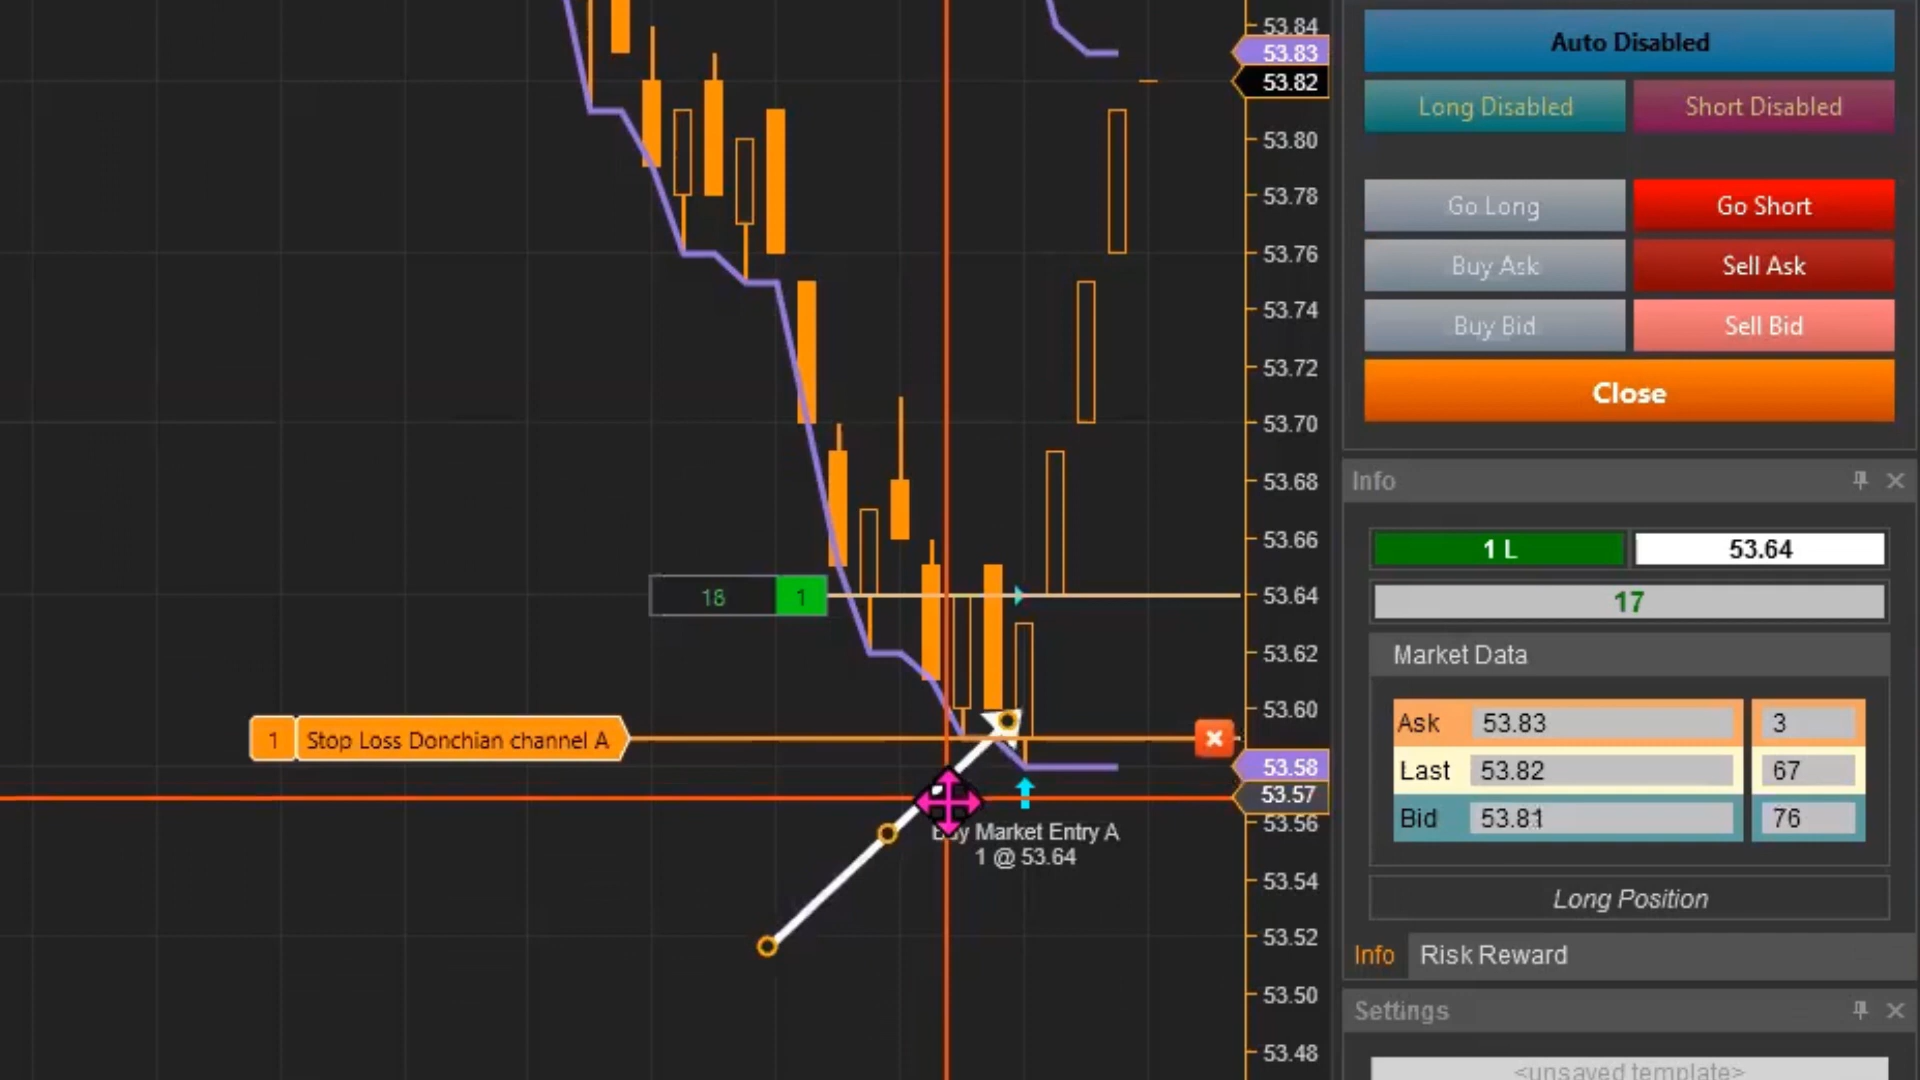 53.84
53.83
53.82
53.80
53.78
53.76
53.74
53.72
53.70
53.68
53.66
53.64
53.62
53.60
53.58
53.57
53.56
53.54
53.52
53.50
53.48
18 1
1 Stop Loss Donchian channel A
Buy Market Entry A
1 @ 53.64
Auto Disabled
Long Disabled Short Disabled
Go Long Go Short
Buy Ask Sell Ask
Buy Bid Sell Bid
Close
Info
1 L 53.64
17
Market Data
Ask 53.83 3
Last 53.82 67
Bid 53.81 76
Long Position
Info Risk Reward
Settings
<unsaved template>